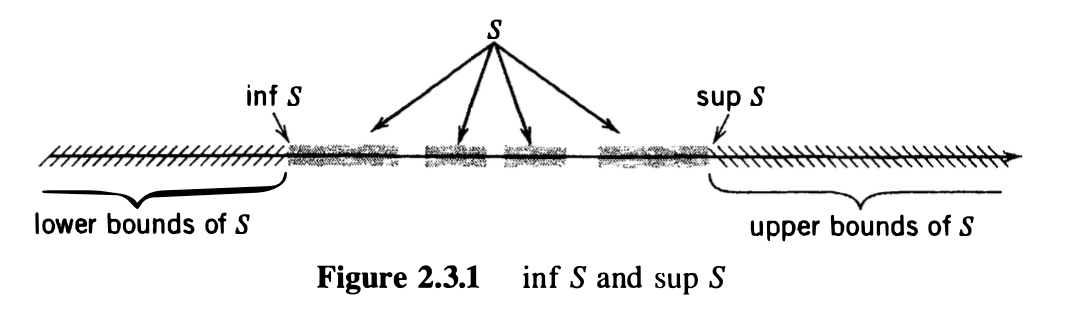 S
inf S
sup S
lower bounds of S
upper bounds of S
Figure 2.3.1 inf S and sup S